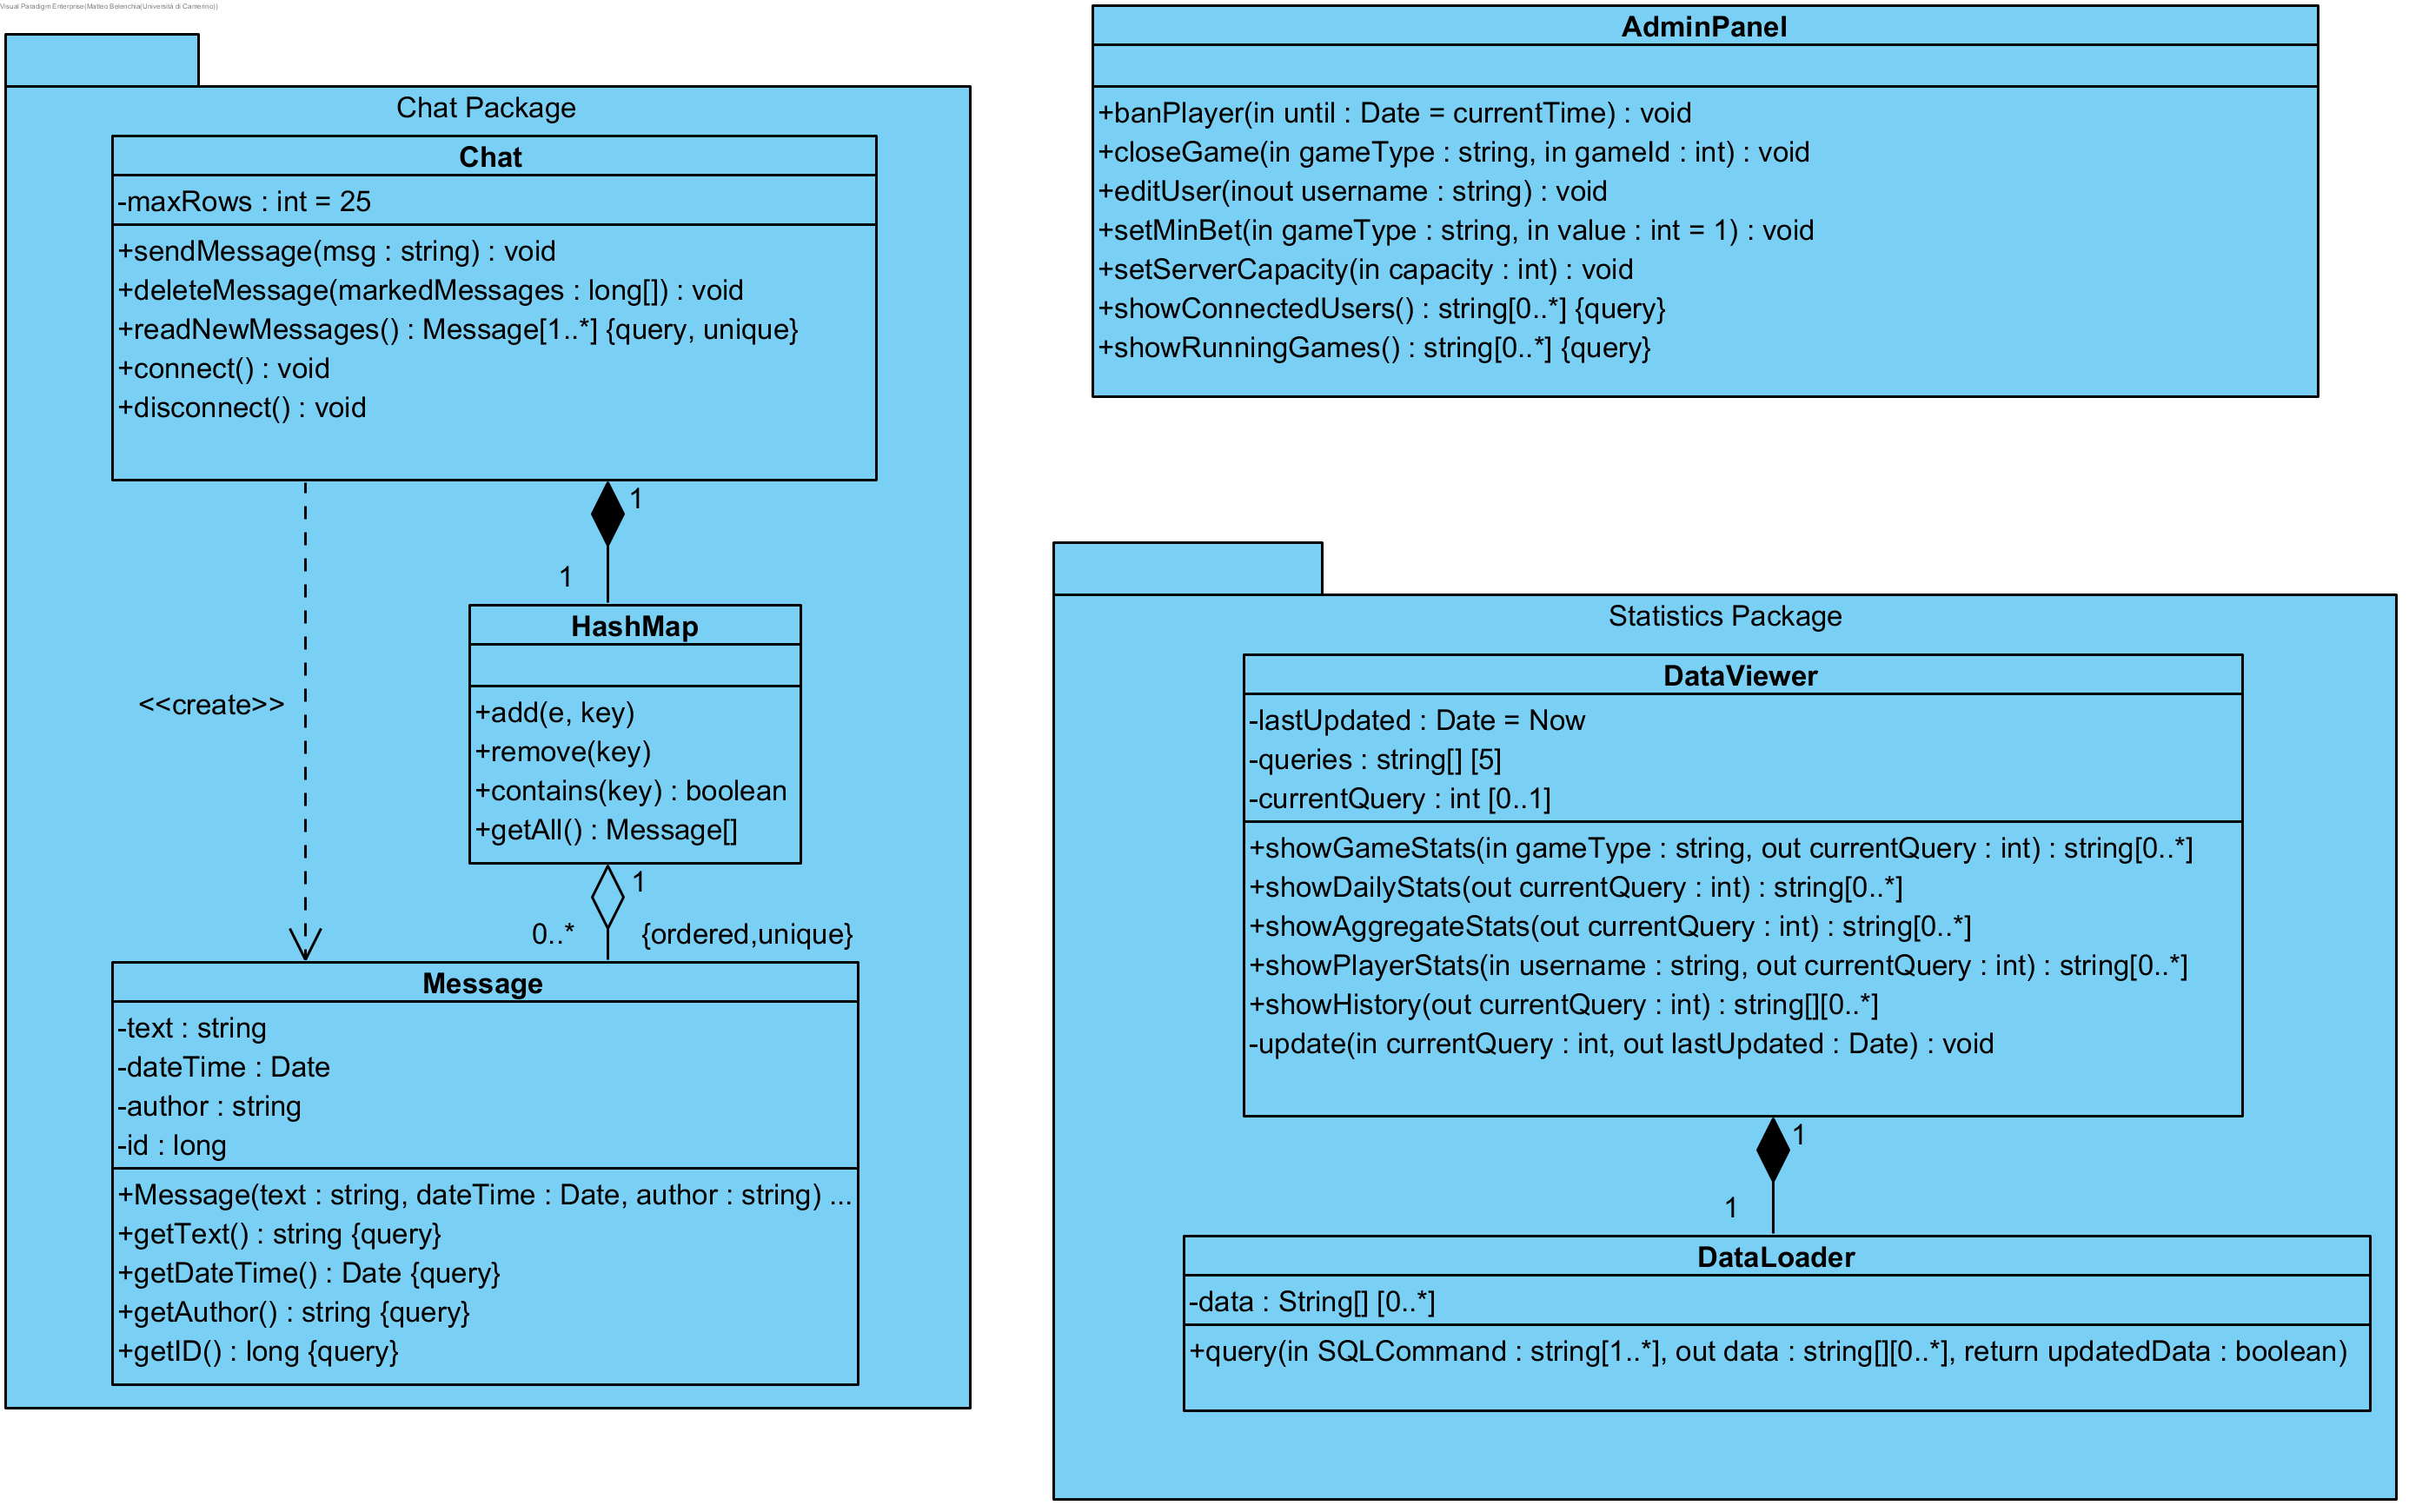 Visual Paradigm Enterprise(Matteo Belenchia(Università di Camerino))
Chat Package
Chat
-maxRows : int = 25
+sendMessage(msg : string) : void
+deleteMessage(markedMessages : long[]) : void
+readNewMessages() : Message[1..*] {query, unique}
+connect() : void
+disconnect() : void
1
1
<<create>>
HashMap
+add(e, key)
+remove(key)
+contains(key) : boolean
+getAll() : Message[]
1
0..*
{ordered,unique}
Message
-text : string
-dateTime : Date
-author : string
-id : long
+Message(text : string, dateTime : Date, author : string) ...
+getText() : string {query}
+getDateTime() : Date {query}
+getAuthor() : string {query}
+getID() : long {query}
AdminPanel
+banPlayer(in until : Date = currentTime) : void
+closeGame(in gameType : string, in gameId : int) : void
+editUser(inout username : string) : void
+setMinBet(in gameType : string, in value : int = 1) : void
+setServerCapacity(in capacity : int) : void
+showConnectedUsers() : string[0..*] {query}
+showRunningGames() : string[0..*] {query}
Statistics Package
DataViewer
-lastUpdated : Date = Now
-queries : string[] [5]
-currentQuery : int [0..1]
+showGameStats(in gameType : string, out currentQuery : int) : string[0..*]
+showDailyStats(out currentQuery : int) : string[0..*]
+showAggregateStats(out currentQuery : int) : string[0..*]
+showPlayerStats(in username : string, out currentQuery : int) : string[0..*]
+showHistory(out currentQuery : int) : string[][0..*]
-update(in currentQuery : int, out lastUpdated : Date) : void
1
1
DataLoader
-data : String[] [0..*]
+query(in SQLCommand : string[1..*], out data : string[][0..*], return updatedData : boolean)